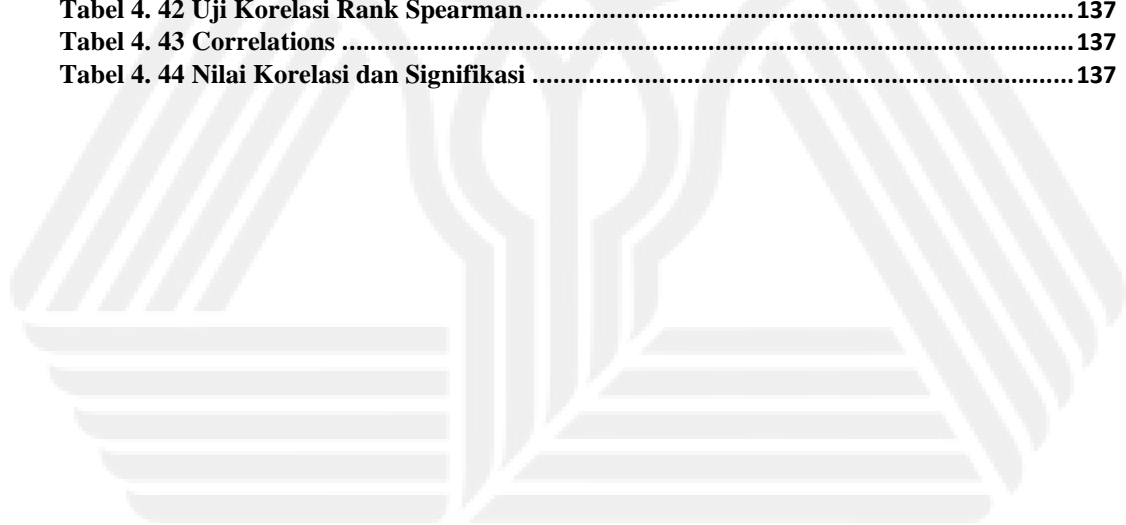 Tabel 4. 42 Uji Korelasi Rank Spearman............................................................................137
Tabel 4. 43 Correlations .....................................................................................................137
Tabel 4. 44 Nilai Korelasi dan Signifikasi ...........................................................................137